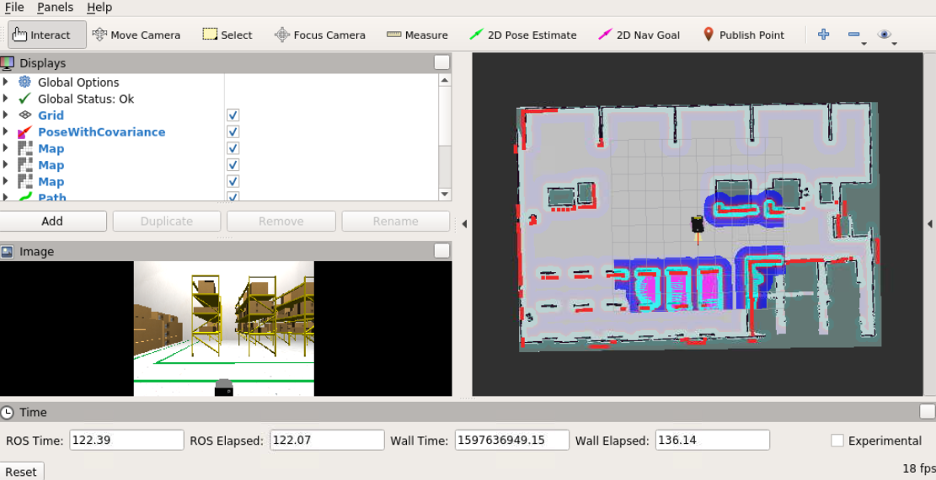 File Panels Help
Interact Move Camera Select Focus Camera Measure 2D Pose Estimate 2D Nav Goal Publish Point
Displays
Global Options
Global Status: Ok
Grid
PoseWithCovariance
Map
Map
Map
Path
Add Duplicate Remove Rename
Image
Time
ROS Time: 122.39 ROS Elapsed: 122.07 Wall Time: 1597636949.15 Wall Elapsed: 136.14 Experimental
Reset 18 fps